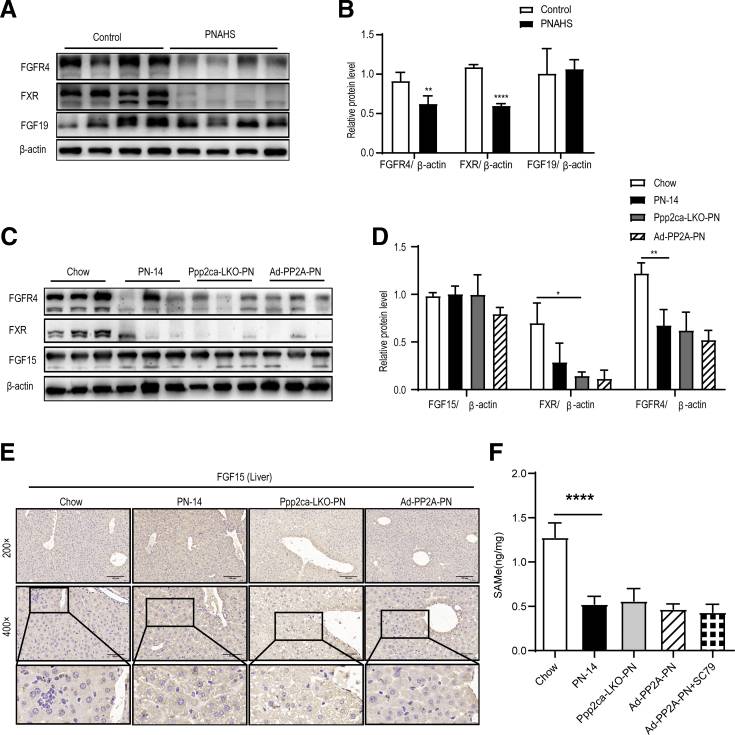 A
Control
PNAHS
FGFR4
FXR
FGF19
β-actin
B
Control
PNAHS
Relative protein level
1.5
1.0
0.5
0.0
**
****
FGFR4/ β-actin
FXR/ β-actin
FGF19/ β-actin
C
Chow
PN-14
Ppp2ca-LKO-PN
Ad-PP2A-PN
FGFR4
FXR
FGF15
β-actin
D
Chow
PN-14
Ppp2ca-LKO-PN
Ad-PP2A-PN
Relative protein level
1.5
1.0
0.5
0.0
*
**
FGF15/ β-actin
FXR/ β-actin
FGFR4/ β-actin
E
FGF15 (Liver)
Chow
PN-14
Ppp2ca-LKO-PN
Ad-PP2A-PN
200×
400×
F
SAMe(ng/mg)
2.0
1.5
1.0
0.5
0.0
****
Chow
PN-14
Ppp2ca-LKO-PN
Ad-PP2A-PN
Ad-PP2A-PN+SC79